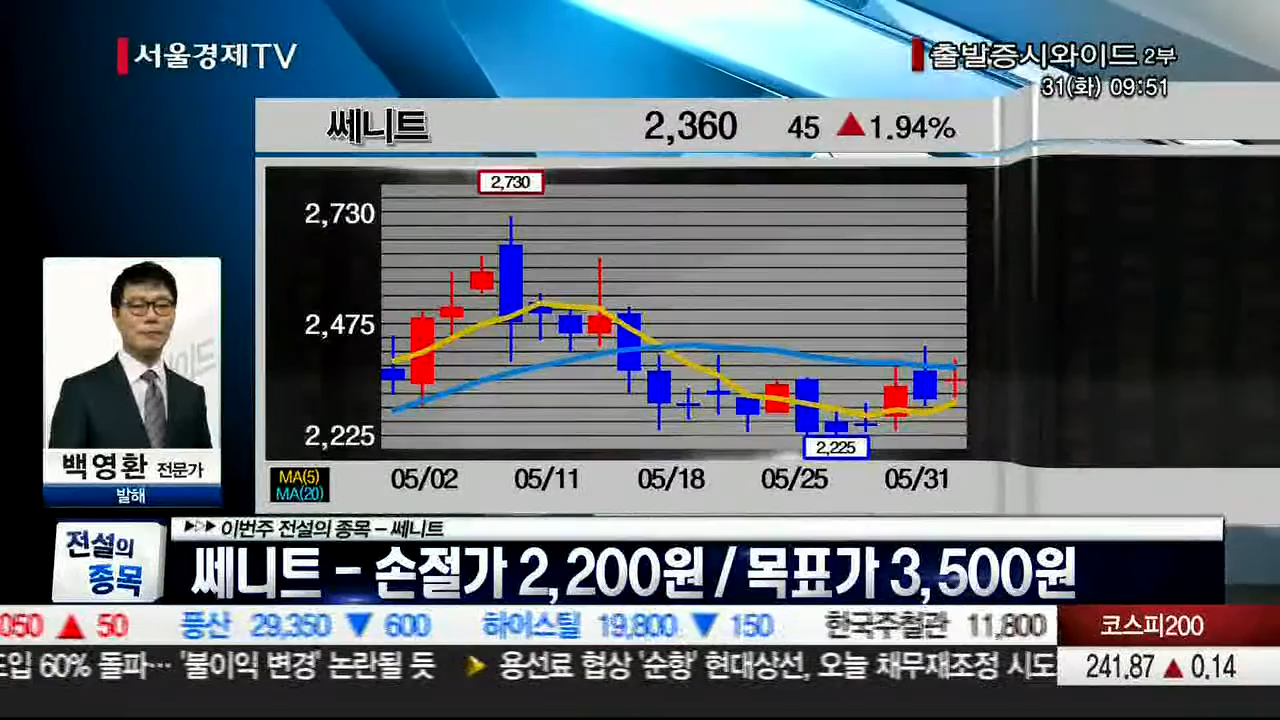 서울경제TV
출발증시와이드 2부
31(화) 09:51
쎄니트 2,360 45 ▲1.94%
2,730
2,730
2,475
2,225
2,225
MA(5)
MA(20)
05/02 05/11 05/18 05/25 05/31
백영환 전문가
발해
전설의
종목
▶▷▶ 이번주 전설의 종목 - 쎄니트
쎄니트 - 손절가 2,200원 / 목표가 3,500원
050 ▲ 50 풍산 29,350 ▼ 600 하이스틸 19,800 ▼ 150 한국주철관 11,800
코스피200
도입 60% 돌파… '불이익 변경' 논란될 듯 ▶ 용선료 협상 '순항' 현대상선, 오늘 채무재조정 시도
241.87 ▲ 0.14